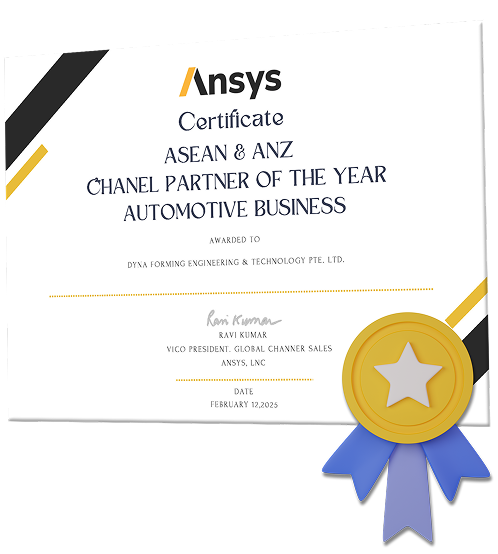 Ansys
Certificate
ASEAN & ANZ
CHANEL PARTNER OF THE YEAR
AUTOMOTIVE BUSINESS
AWARDED TO
DYNA FORMING ENGINEERING & TECHNOLOGY PTE. LTD.
Ravi Kumar
RAVI KUMAR
VICO PRESIDENT. GLOBAL CHANNER SALES
ANSYS, LNC
DATE
FEBRUARY 12,2025